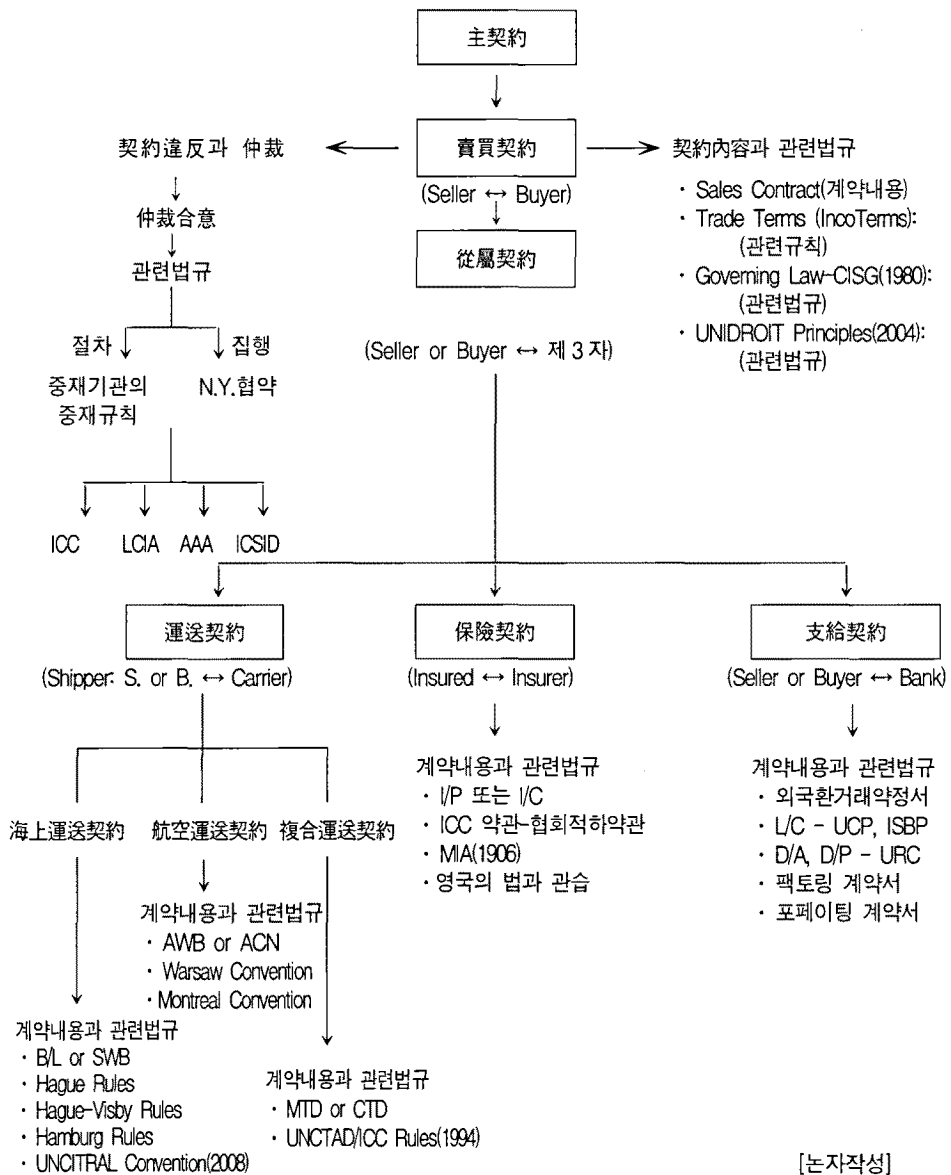 主契約
契約違反과 仲裁
賣買契約
契約內容과 관련법규
(Seller ↔ Buyer)
· Sales Contract(계약내용)
· Trade Terms (IncoTerms):
(관련규칙)
· Governing Law-CISG(1980):
(관련법규)
· UNIDROIT Principles(2004):
(관련법규)
仲裁合意
從屬契約
관련법규
절차
집행
(Seller or Buyer ↔ 제 3 자)
중재기관의
중재규칙
N.Y.협약
ICC LCIA AAA ICSID
運送契約
保險契約
支給契約
(Shipper: S. or B. ↔ Carrier)
(Insured ↔ Insurer)
(Seller or Buyer ↔ Bank)
계약내용과 관련법규
· I/P 또는 I/C
· ICC 약관-협회적하약관
· MIA(1906)
· 영국의 법과 관습
계약내용과 관련법규
· 외국환거래약정서
· L/C - UCP, ISBP
· D/A, D/P - URC
· 팩토링 계약서
· 포페이팅 계약서
海上運送契約 航空運送契約 複合運送契約
계약내용과 관련법규
· AWB or ACN
· Warsaw Convention
· Montreal Convention
계약내용과 관련법규
· B/L or SWB
· Hague Rules
· Hague-Visby Rules
· Hamburg Rules
· UNCITRAL Convention(2008)
계약내용과 관련법규
· MTD or CTD
· UNCTAD/ICC Rules(1994)
[논자작성]